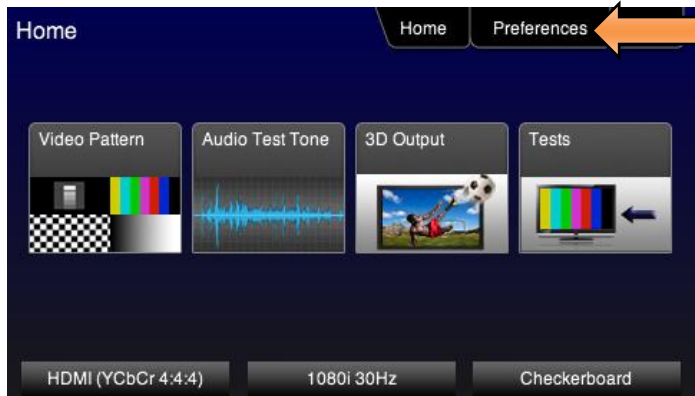 Home
Home
Preferences
Video Pattern
Audio Test Tone
3D Output
Tests
HDMI (YCbCr 4:4:4)
1080i 30Hz
Checkerboard